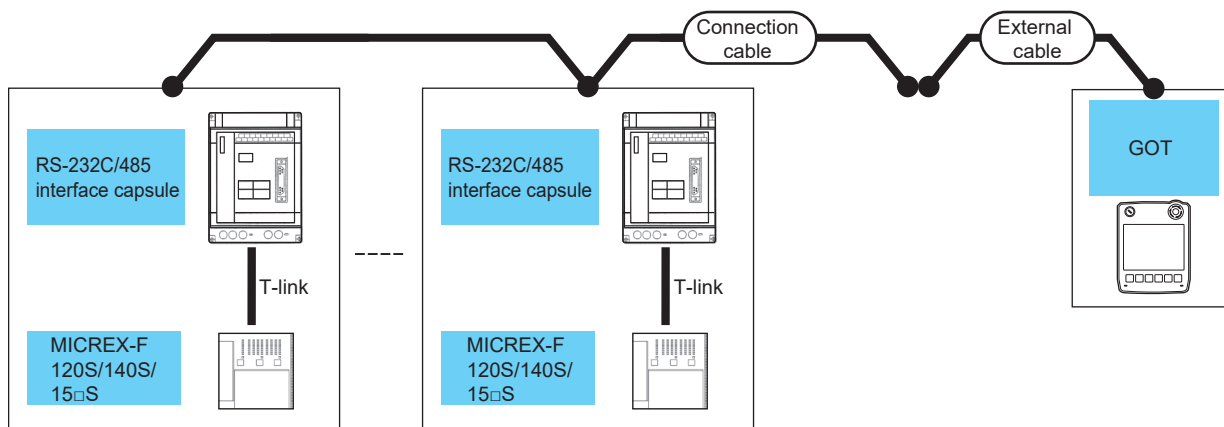 Connection
cable
External
cable
RS-232C/485
interface capsule
RS-232C/485
interface capsule
GOT
T-link
T-link
MICREX-F
120S/140S/
15□S
MICREX-F
120S/140S/
15□S